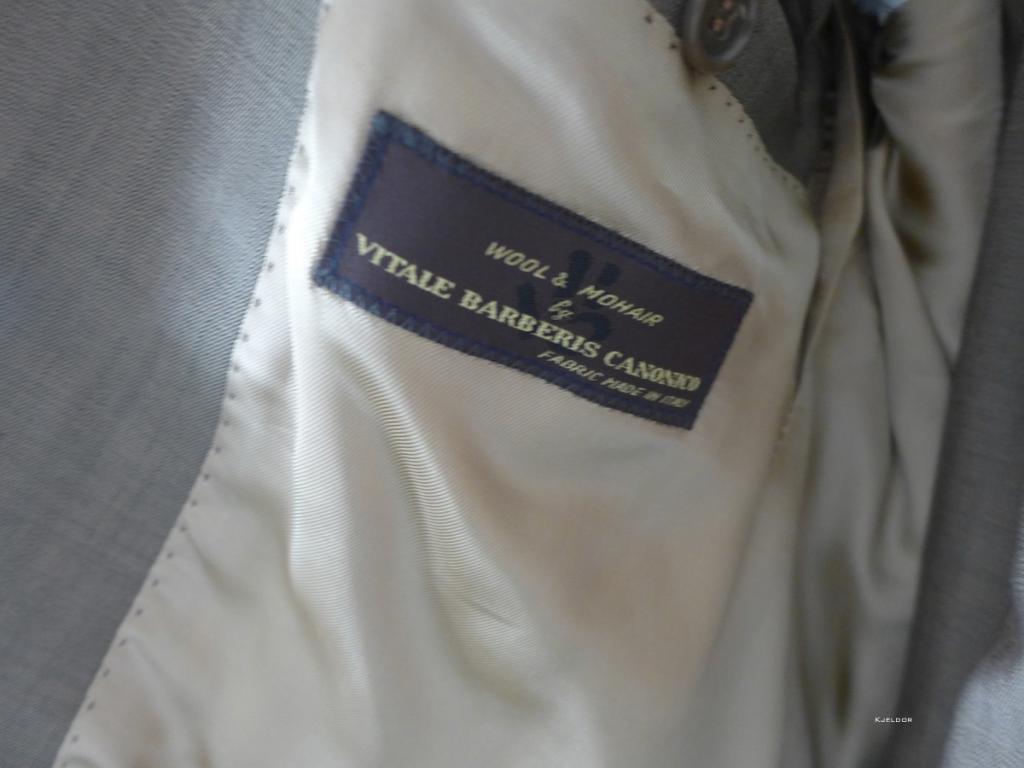 WOOL & MOHAIR
by
VITALE BARBERIS CANONICO
FABRIC MADE IN ITALY
KJELDOR